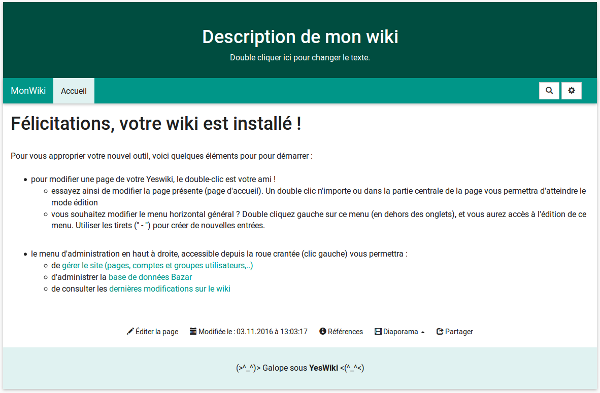 Description de mon wiki
Double cliquer ici pour changer le texte.
MonWiki Accueil
Félicitations, votre wiki est installé !
Pour vous approprier votre nouvel outil, voici quelques éléments pour pour démarrer :
pour modifier une page de votre Yeswiki, le double-clic est votre ami !
essayez ainsi de modifier la page présente (page d'accueil). Un double clic n'importe ou dans la partie centrale de la page vous permettra d'atteindre le
mode édition
vous souhaitez modifier le menu horizontal général ? Double cliquez gauche sur ce menu (en dehors des onglets), et vous aurez accès à l'édition de ce
menu. Utiliser les tirets (" - ") pour créer de nouvelles entrées.
le menu d'administration en haut à droite, accessible depuis la roue crantée (clic gauche) vous permettra :
de gérer le site (pages, comptes et groupes utilisateurs,..)
d'administrer la base de données Bazar
de consulter les dernières modifications sur le wiki
Éditer la page Modifiée le : 03.11.2016 à 13:03:17 Références Diaporama Partager
(>^_^)> Galope sous YesWiki <(^_^<)